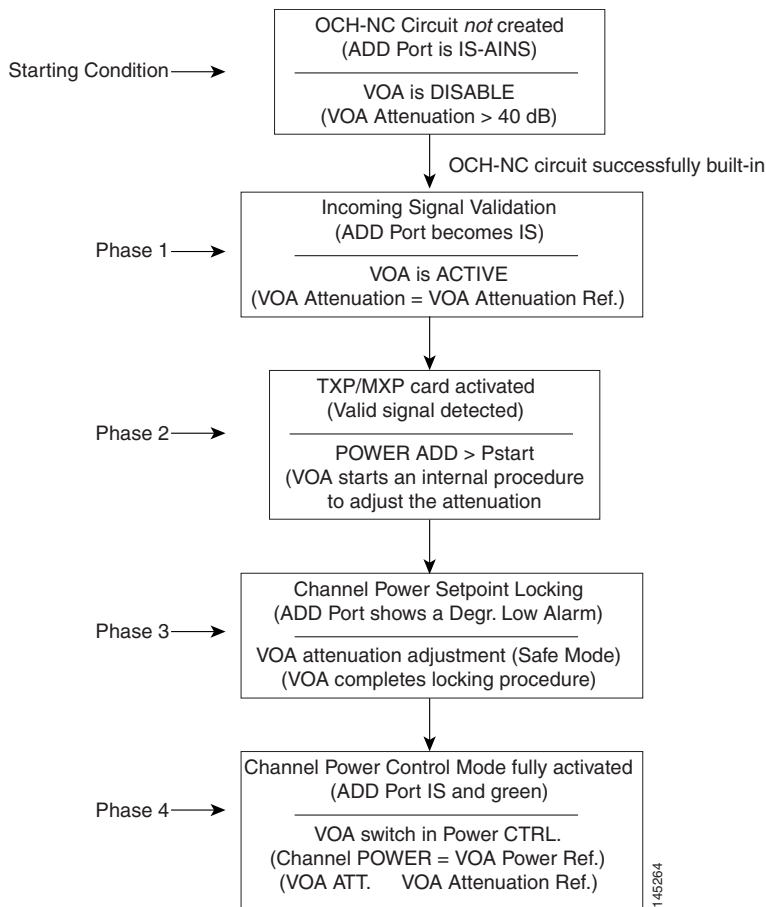 OCH-NC Circuit not created
(ADD Port is IS-AINS)
Starting Condition
VOA is DISABLE
(VOA Attenuation > 40 dB)
OCH-NC circuit successfully built-in
Incoming Signal Validation
(ADD Port becomes IS)
Phase 1
VOA is ACTIVE
(VOA Attenuation = VOA Attenuation Ref.)
TXP/MXP card activated
(Valid signal detected)
Phase 2
POWER ADD > Pstart
(VOA starts an internal procedure
to adjust the attenuation
Channel Power Setpoint Locking
(ADD Port shows a Degr. Low Alarm)
Phase 3
VOA attenuation adjustment (Safe Mode)
(VOA completes locking procedure)
Channel Power Control Mode fully activated
(ADD Port IS and green)
Phase 4
VOA switch in Power CTRL.
(Channel POWER = VOA Power Ref.)
(VOA ATT. VOA Attenuation Ref.)
145264